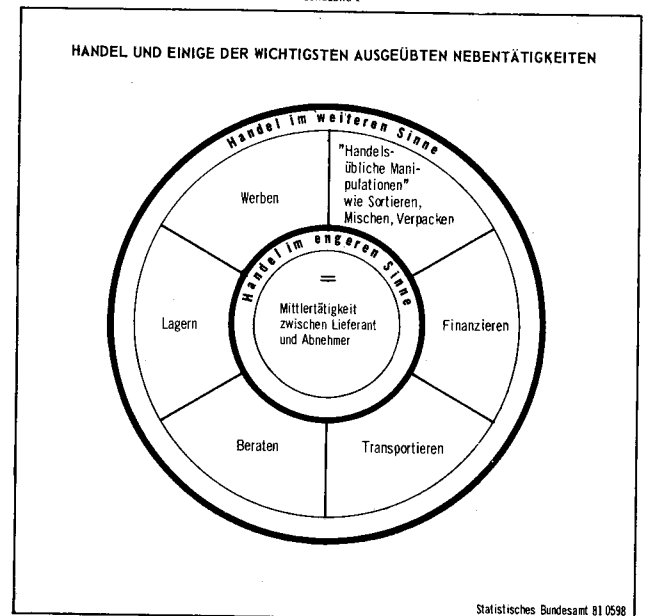 HANDEL UND EINIGE DER WICHTIGSTEN AUSGEÜBTEN NEBENTÄTIGKEITEN
Handel im weiteren Sinne
"Handels-
übliche Mani-
pulationen"
wie Sortieren,
Mischen, Verpacken
Werben
Handel im engeren Sinne
=
Mittlertätigkeit
zwischen Lieferant
und Abnehmer
Lagern
Finanzieren
Beraten
Transportieren
Statistisches Bundesamt 81 0598